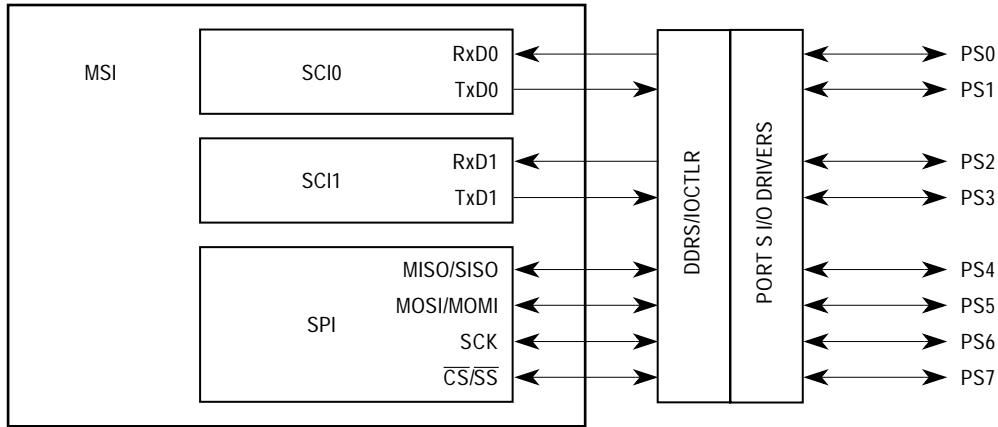 MSI
SCI0
RxD0
TxD0
SCI1
RxD1
TxD1
SPI
MISO/SISO
MOSI/MOMI
SCK
CS/SS
DDRS/IOCTLR
PORT S I/O DRIVERS
PS0
PS1
PS2
PS3
PS4
PS5
PS6
PS7